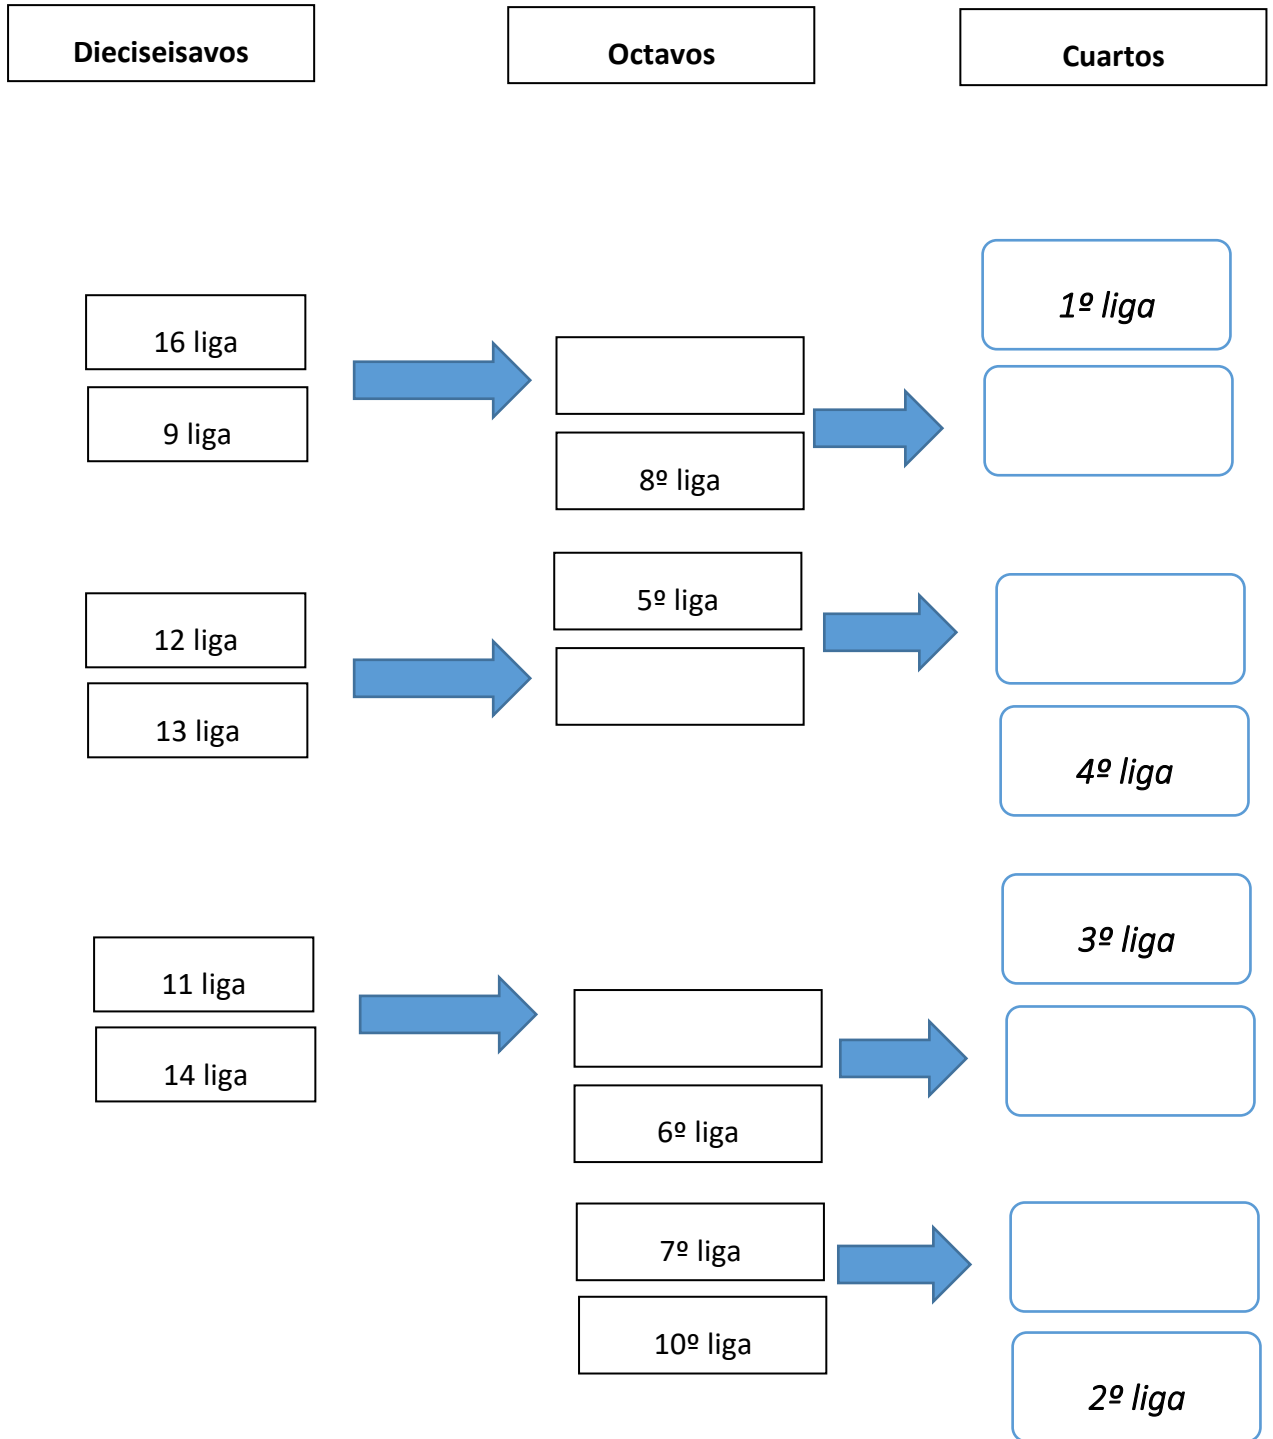 Dieciseisavos
Octavos
Cuartos
16 liga
9 liga
8º liga
1º liga
12 liga
13 liga
5º liga
4º liga
11 liga
14 liga
6º liga
3º liga
7º liga
10º liga
2º liga